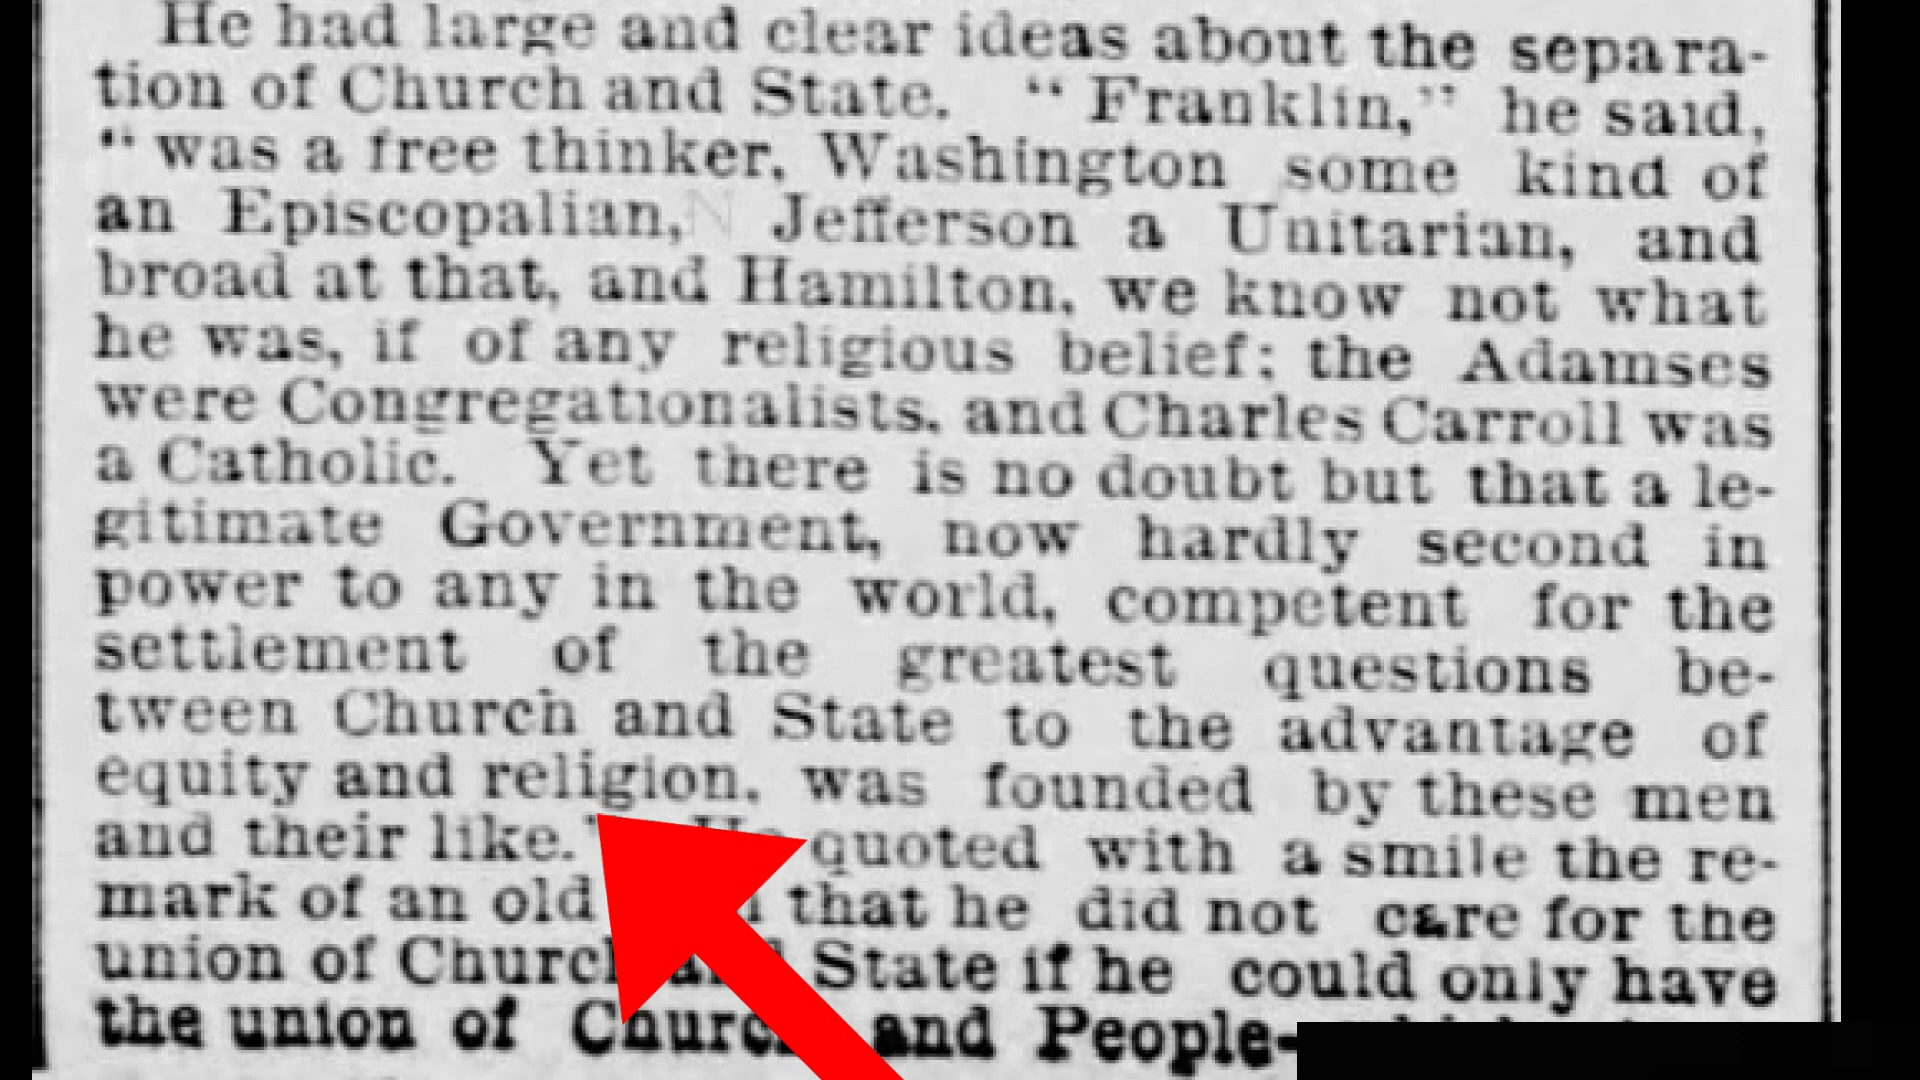 He had large and clear ideas about the separa-
tion of Church and State. "Franklin," he said,
"was a free thinker, Washington some kind of
an Episcopalian, Jefferson a Unitarian, and
broad at that, and Hamilton, we know not what
he was, if of any religious belief; the Adamses
were Congregationalists, and Charles Carroll was
a Catholic. Yet there is no doubt but that a le-
gitimate Government, now hardly second in
power to any in the world, competent for the
settlement of the greatest questions be-
tween Church and State to the advantage of
equity and religion, was founded by these men
and their like." He quoted with a smile the re-
mark of an old that he did not care for the
union of Church and State if he could only have
the union of Church and People-